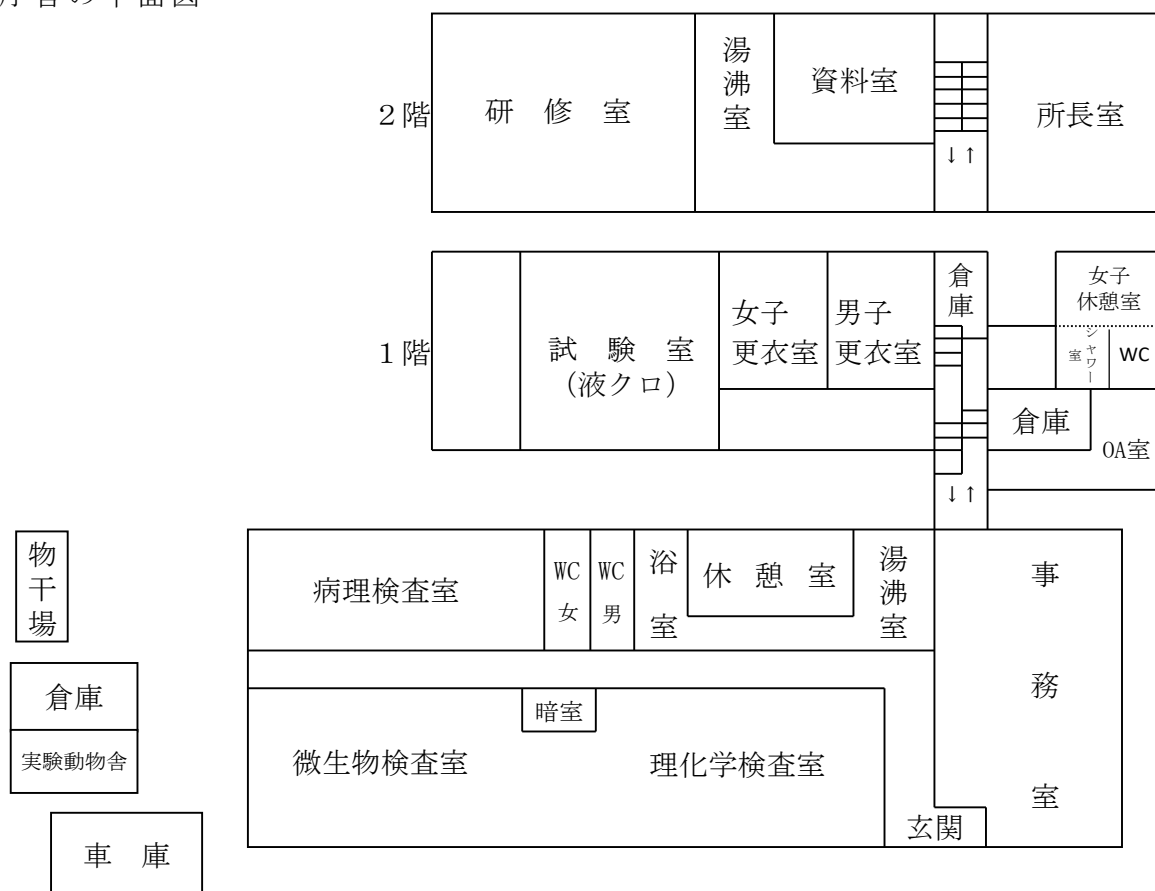 庁舎の平面図
2階
研修室
湯沸室
資料室
↓↑
所長室
1階
試験室
(液クロ)
女子
更衣室
男子
更衣室
倉庫
女子
休憩室
シャワー室
WC
倉庫
OA室
↓↑
物干場
病理検査室
WC
女
WC
男
浴室
休憩室
湯沸室
事務室
倉庫
実験動物舎
暗室
微生物検査室
理化学検査室
玄関
車庫